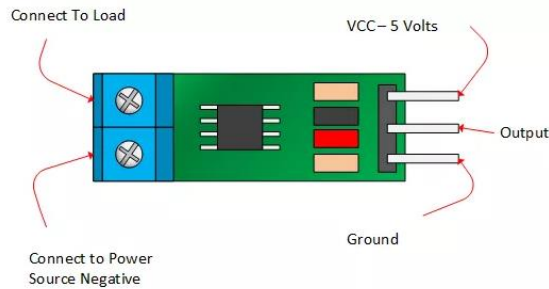 Connect To Load
VCC – 5 Volts
Output
Ground
Connect to Power
Source Negative